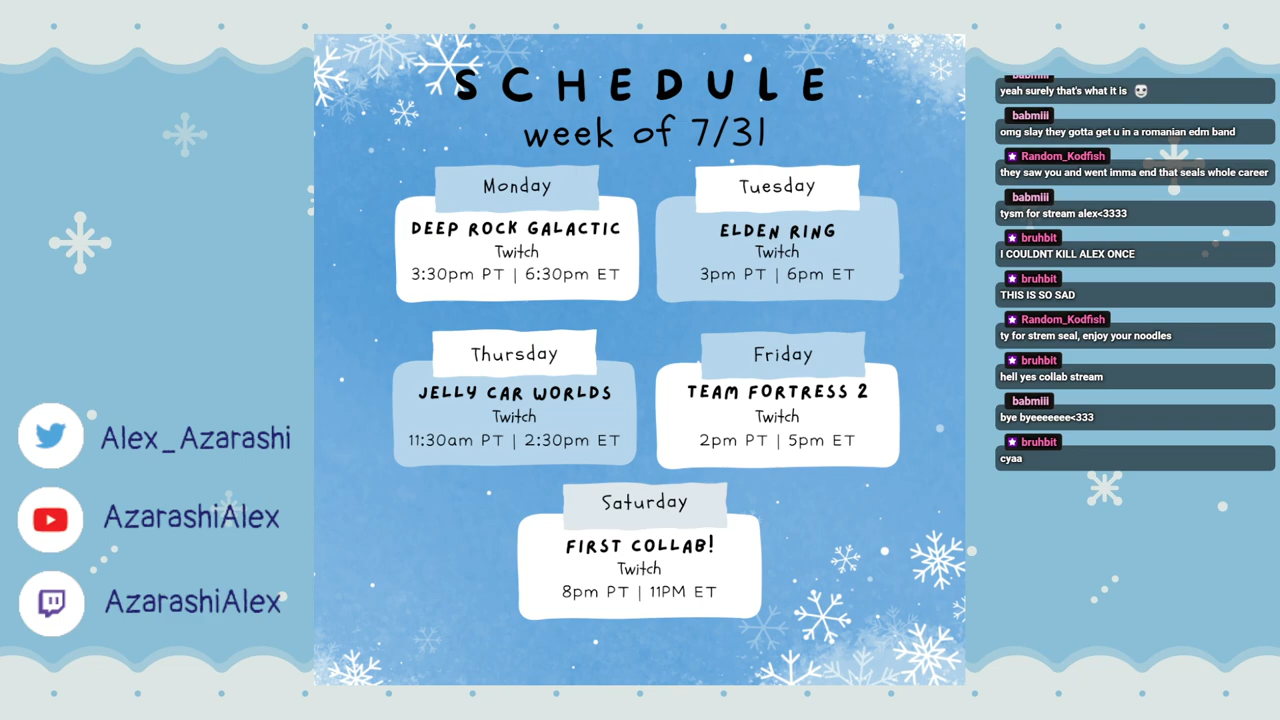 SCHEDULE
week of 7/31
Monday
DEEP ROCK GALACTIC
Twitch
3:30pm PT | 6:30pm ET
Tuesday
ELDEN RING
Twitch
3pm PT | 6pm ET
Thursday
JELLY CAR WORLDS
Twitch
11:30am PT | 2:30pm ET
Friday
TEAM FORTRESS 2
Twitch
2pm PT | 5pm ET
Saturday
FIRST COLLAB!
Twitch
8pm PT | 11PM ET
Alex_Azarashi
AzarashiAlex
AzarashiAlex
babmiii
yeah surely that's what it is
babmiii
omg slay they gotta get u in a romanian edm band
Random_Kodfish
they saw you and went imma end that seals whole career
babmiii
tysm for stream alex<3333
bruhbit
I COULDNT KILL ALEX ONCE
bruhbit
THIS IS SO SAD
Random_Kodfish
ty for strem seal, enjoy your noodles
bruhbit
hell yes collab stream
babmiii
bye byeeeeeee<333
bruhbit
cyaa